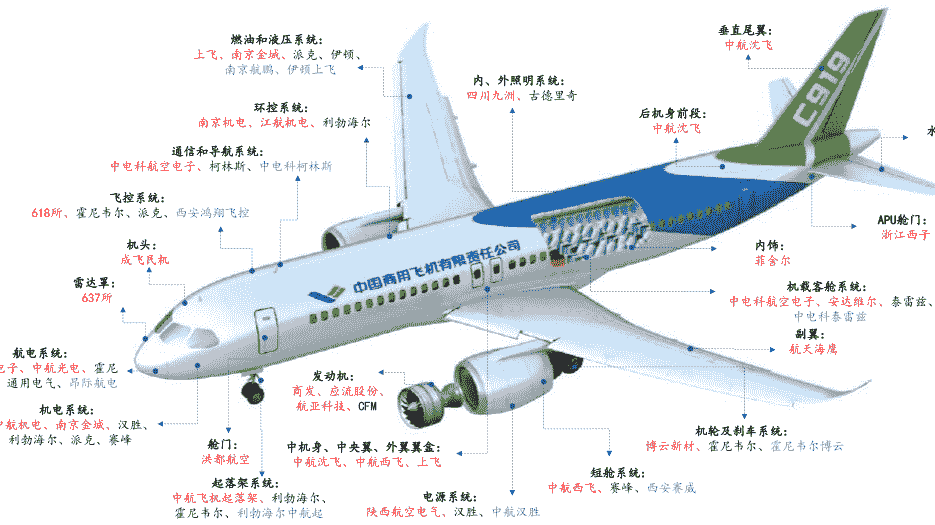 燃油和液压系统：
上飞、南京金城、派克、伊顿、
南京航鹏、伊顿上飞
垂直尾翼：
中航沈飞
C919
内、外照明系统：
四川九洲、古德里奇
环控系统：
南京机电、江航机电、利勃海尔
后机身前段：
中航沈飞
水
通信和导航系统：
中电科航空电子、柯林斯、中电科柯林斯
飞控系统：
618所、霍尼韦尔、派克、西安鸿翔飞控
APU舱门：
浙江西子
机头：
成飞民机
中国商用飞机有限责任公司
内饰：
菲舍尔
雷达罩：
637所
机载客舱系统：
中电科航空电子、安达维尔、泰雷兹、
中电科泰雷兹
副翼：
航天海鹰
航电系统：
电子、中航光电、霍尼
通用电气、昂际航电
发动机：
商发、应流股份、
航亚科技、CFM
机电系统：
中航机电、南京金城、汉胜、
利勃海尔、派克、赛峰
机轮及刹车系统：
博云新材、霍尼韦尔、霍尼韦尔博云
舱门：
洪都航空
中机身、中央翼、外翼翼盒：
中航沈飞、中航西飞、上飞
短舱系统：
中航西飞、赛峰、西安赛威
起落架系统：
中航飞机起落架、利勃海尔、
霍尼韦尔、利勃海尔中航起
电源系统：
陕西航空电气、汉胜、中航汉胜